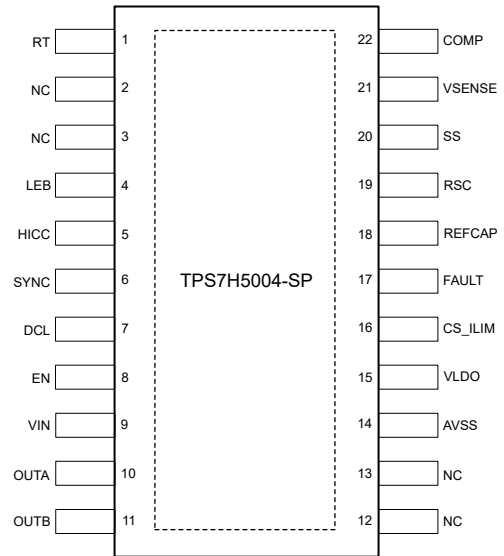 RT 1 22 COMP
NC 2 21 VSENSE
NC 3 20 SS
LEB 4 19 RSC
HICC 5 18 REFCAP
SYNC 6 TPS7H5004-SP 17 FAULT
DCL 7 16 CS_ILIM
EN 8 15 VLDO
VIN 9 14 AVSS
OUTA 10 13 NC
OUTB 11 12 NC